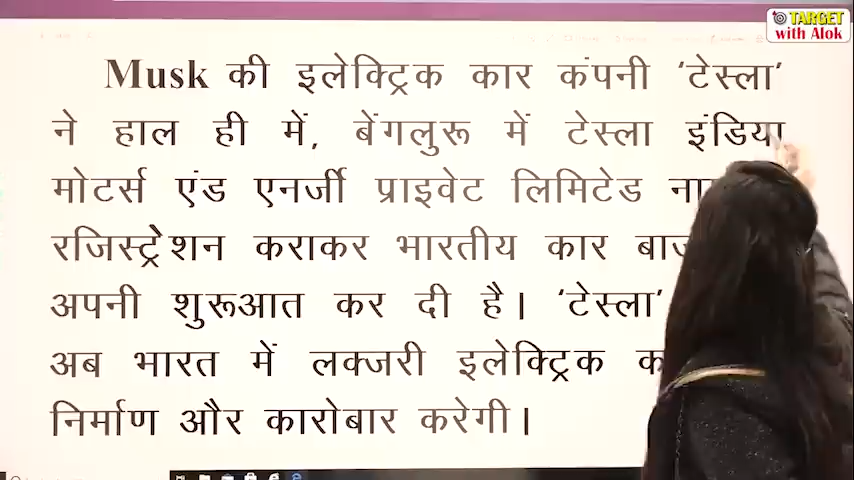 TARGET
with Alok
Musk की इलेक्ट्रिक कार कंपनी 'टेस्ला'
ने हाल ही में, बेंगलुरू में टेस्ला इंडिया
मोटर्स एंड एनर्जी प्राइवेट लिमिटेड
रजिस्ट्रेशन कराकर भारतीय कार
अपनी शुरूआत कर दी है। 'टेस्ला'
अब भारत में लक्जरी इलेक्ट्रिक
निर्माण और कारोबार करेगी।